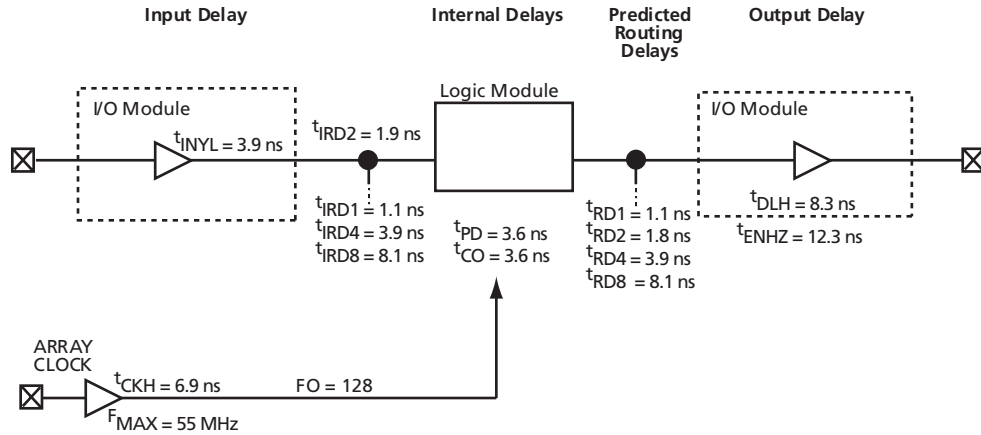 Input Delay
Internal Delays
Predicted
Routing
Delays
Output Delay
I/O Module
tINYL = 3.9 ns
tIRD2 = 1.9 ns
tIRD1 = 1.1 ns
tIRD4 = 3.9 ns
tIRD8 = 8.1 ns
Logic Module
tPD = 3.6 ns
tCO = 3.6 ns
tRD1 = 1.1 ns
tRD2 = 1.8 ns
tRD4 = 3.9 ns
tRD8 = 8.1 ns
I/O Module
tDLH = 8.3 ns
tENHZ = 12.3 ns
ARRAY
CLOCK
tCKH = 6.9 ns
FO = 128
FMAX = 55 MHz